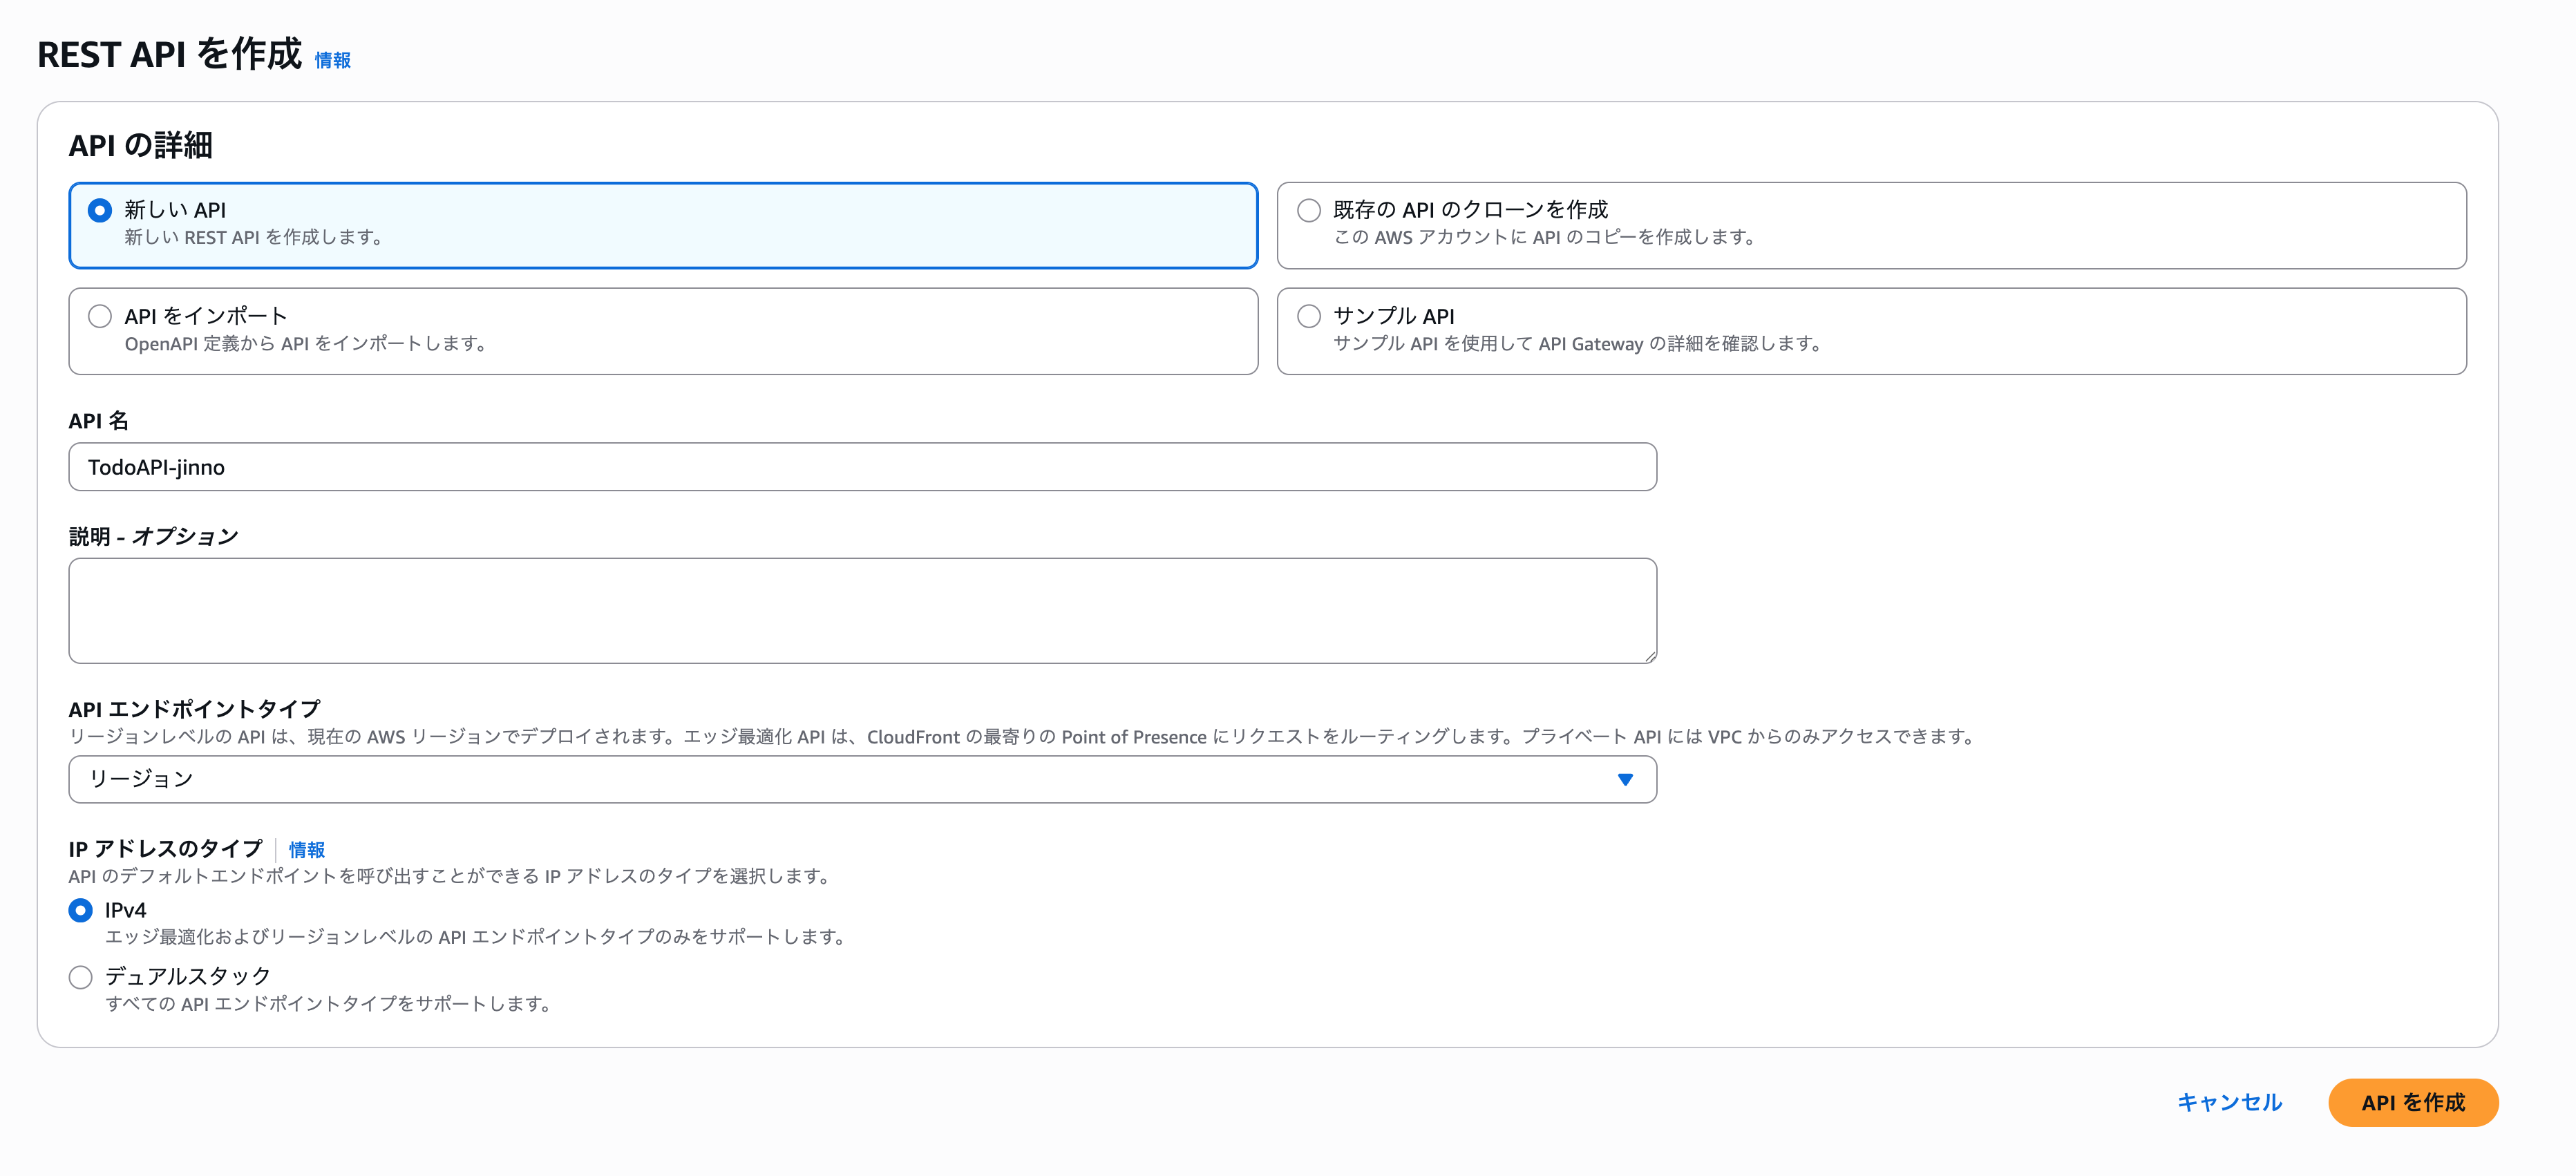 REST API を作成 情報
API の詳細
新しい API
新しい REST API を作成します。
既存の API のクローンを作成
この AWS アカウントに API のコピーを作成します。
API をインポート
OpenAPI 定義から API をインポートします。
サンプル API
サンプル API を使用して API Gateway の詳細を確認します。
API 名
TodoAPI-jinno
説明 - オプション
API エンドポイントタイプ
リージョンレベルの API は、現在の AWS リージョンでデプロイされます。エッジ最適化 API は、CloudFront の最寄りの Point of Presence にリクエストをルーティングします。プライベート API には VPC からのみアクセスできます。
リージョン
IP アドレスのタイプ 情報
API のデフォルトエンドポイントを呼び出すことができる IP アドレスのタイプを選択します。
IPv4
エッジ最適化およびリージョンレベルの API エンドポイントタイプのみをサポートします。
デュアルスタック
すべての API エンドポイントタイプをサポートします。
キャンセル
API を作成